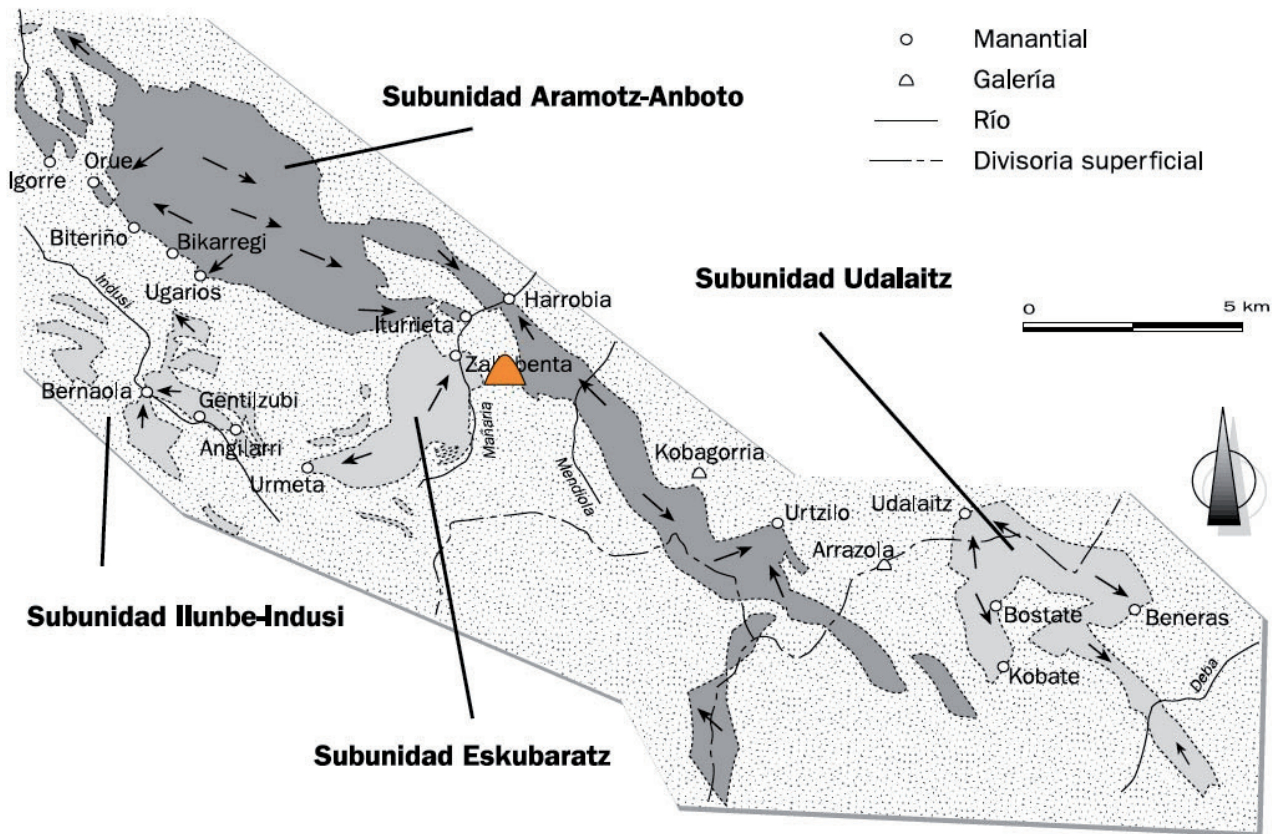 Manantial
Galería
Río
Divisoria superficial
Subunidad Aramotz-Anboto
Orue
Igorre
Biteriño
Bikarregi
Ugarios
Indusi
Subunidad Udalaitz
0 5 km
Harrobia
Iturrieta
Bernaola
Gentilzubi
Angilarri
Urmeta
Mañaria
Mendiola
Kobagorria
Urtzilo
Udalaitz
Arrazola
Bostate
Beneras
Kobate
Deba
Subunidad Ilunbe-Indusi
Subunidad Eskubaratz